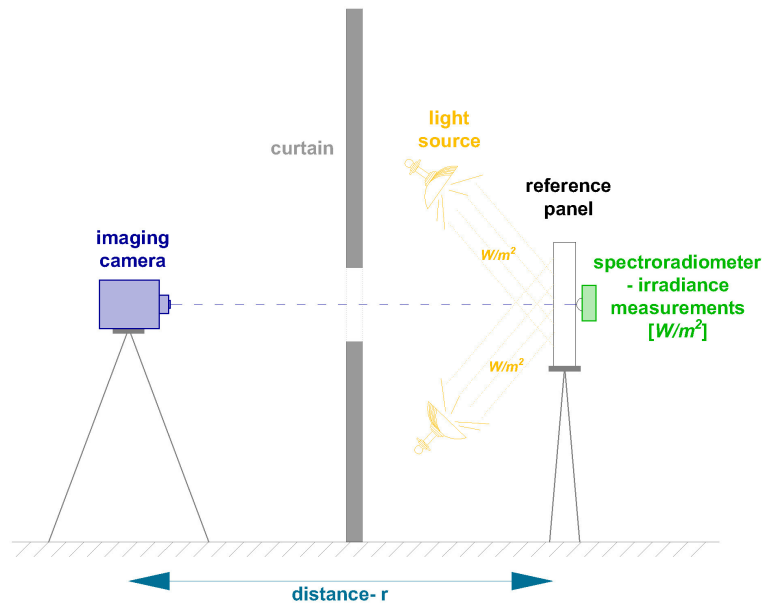 light
source
curtain
reference
panel
imaging
camera
W/m²
spectroradiometer
- irradiance
measurements
[W/m²]
W/m²
distance- r